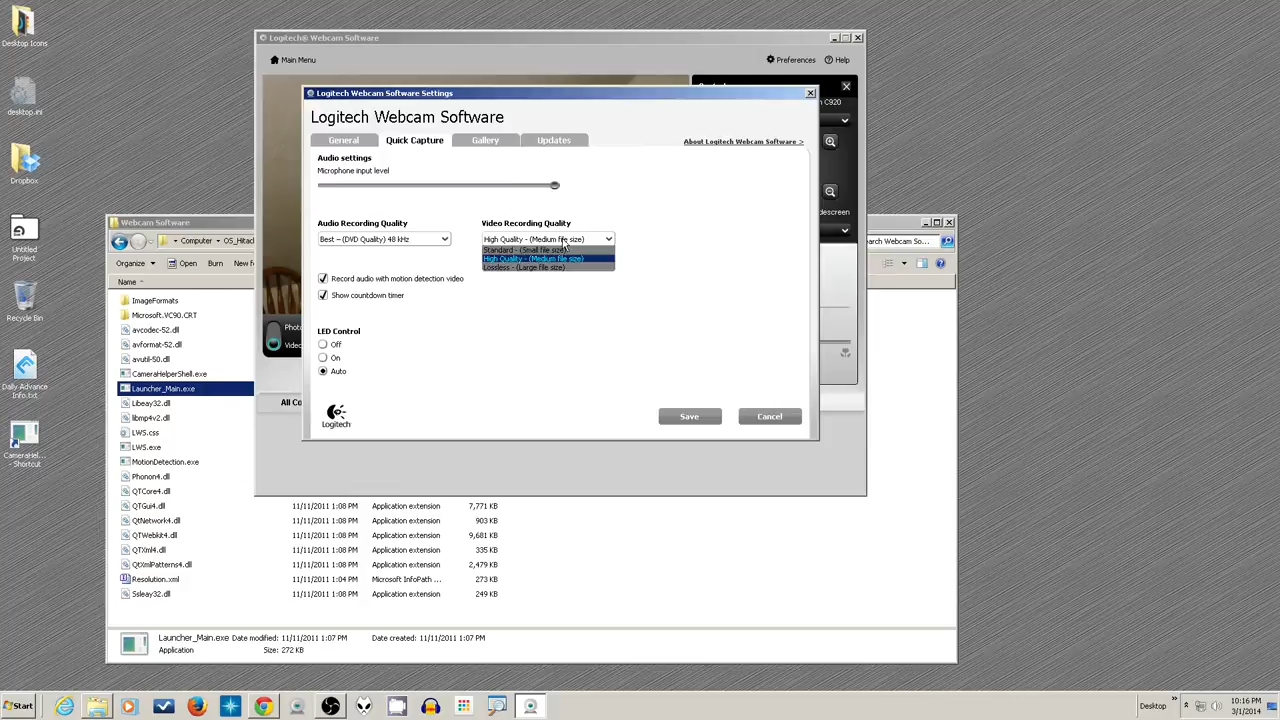 Desktop Icons
desktop.ini
Dropbox
Untitled
Project
Recycle Bin
Daily Advance
Info.txt
CameraHel...
- Shortcut
Logitech® Webcam Software
Main Menu
Preferences
Help
C920
descreen
Photo
Video
All Co
Logitech Webcam Software Settings
Logitech Webcam Software
General
Quick Capture
Gallery
Updates
About Logitech Webcam Software >
Audio settings
Microphone input level
Audio Recording Quality
Video Recording Quality
Best – (DVD Quality) 48 kHz
High Quality - (Medium file size)
Standard - (Small file size)
High Quality - (Medium file size)
Lossless - (Large file size)
Record audio with motion detection video
Show countdown timer
LED Control
Off
On
Auto
Logitech
Save
Cancel
Webcam Software
Computer
OS_Hitac
earch Webcam So...
Organize
Open
Burn
New f
Name
ImageFormats
Microsoft.VC90.CRT
avcodec-52.dll
avformat-52.dll
avutil-50.dll
CameraHelperShell.exe
Launcher_Main.exe
Libeay32.dll
libmp4v2.dll
LWS.css
LWS.exe
MotionDetection.exe
Phonon4.dll
QTCore4.dll
QTGui4.dll 11/11/2011 1:08 PM Application extension 7,771 KB
QtNetwork4.dll 11/11/2011 1:08 PM Application extension 903 KB
QTWebkit4.dll 11/11/2011 1:08 PM Application extension 9,681 KB
QTXml4.dll 11/11/2011 1:08 PM Application extension 335 KB
QtXmlPatterns4.dll 11/11/2011 1:08 PM Application extension 2,479 KB
Resolution.xml 11/11/2011 1:04 PM Microsoft InfoPath ... 273 KB
Ssleay32.dll 11/11/2011 1:08 PM Application extension 249 KB
Launcher_Main.exe Date modified: 11/11/2011 1:07 PM Date created: 11/11/2011 1:07 PM
Application Size: 272 KB
Start
Desktop
10:16 PM
3/1/2014